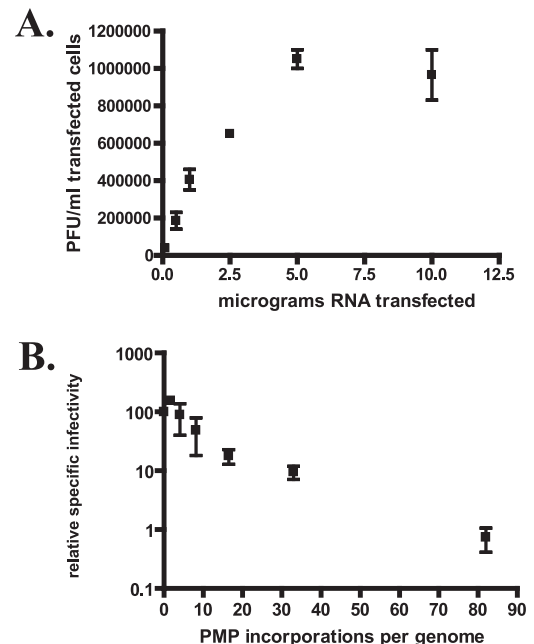 A.
PFU/ml transfected cells
1200000
1000000
800000
600000
400000
200000
0
0.0 2.5 5.0 7.5 10.0 12.5
micrograms RNA transfected
B.
relative specific infectivity
1000
100
10
1
0.1
0 10 20 30 40 50 60 70 80 90
PMP incorporations per genome